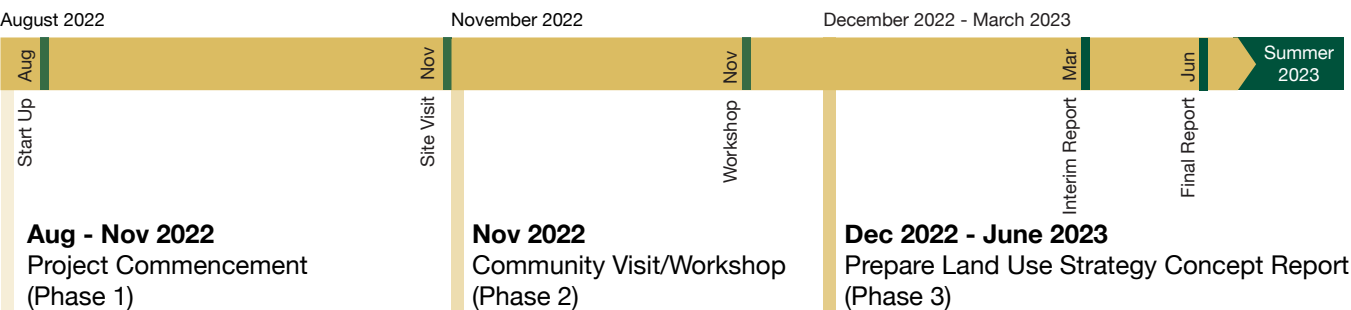 August 2022
November 2022
December 2022 - March 2023
Aug
Nov
Nov
Mar
Jun
Summer
2023
Start Up
Site Visit
Workshop
Interim Report
Final Report
Aug - Nov 2022
Project Commencement
(Phase 1)
Nov 2022
Community Visit/Workshop
(Phase 2)
Dec 2022 - June 2023
Prepare Land Use Strategy Concept Report
(Phase 3)